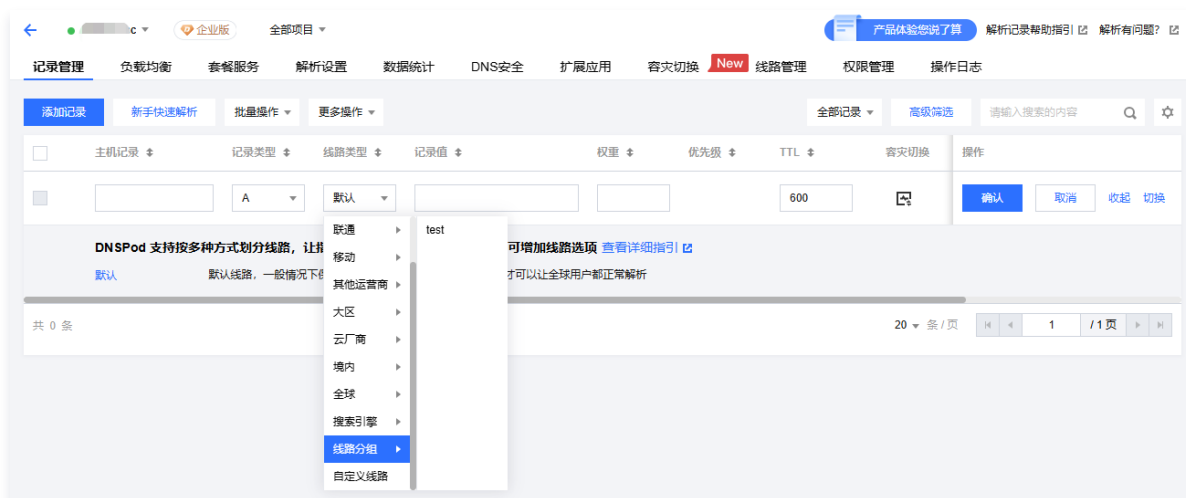 c 企业版 全部项目 产品体验您说了算 解析记录帮助指引 解析有问题?
记录管理 负载均衡 套餐服务 解析设置 数据统计 DNS安全 扩展应用 容灾切换 New 线路管理 权限管理 操作日志
添加记录 新手快速解析 批量操作 更多操作 全部记录 高级筛选 请输入搜索的内容
主机记录 记录类型 线路类型 记录值 权重 优先级 TTL 容灾切换 操作
A 默认 600 确认 取消 收起 切换
联通 test
DNSPod 支持按多种方式划分线路，让 可增加线路选项 查看详细指引
移动
默认 默认线路，一般情况下 才可以让全球用户都正常解析
其他运营商
大区
共 0 条 20 条 / 页 1 / 1 页
云厂商
境内
全球
搜索引擎
线路分组
自定义线路